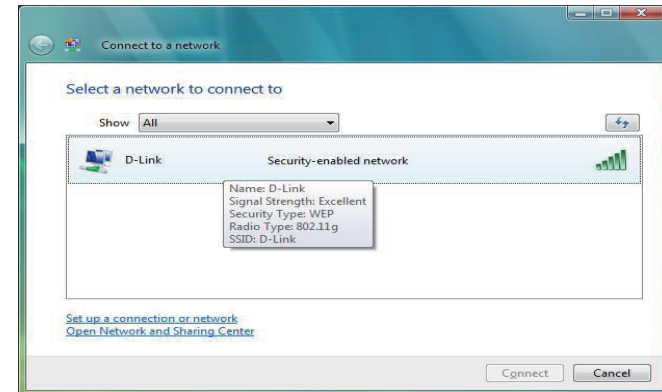 Connect to a network
Select a network to connect to
Show All
D-Link Security-enabled network
Name: D-Link
Signal Strength: Excellent
Security Type: WEP
Radio Type: 802.11g
SSID: D-Link
Set up a connection or network
Open Network and Sharing Center
Connect Cancel